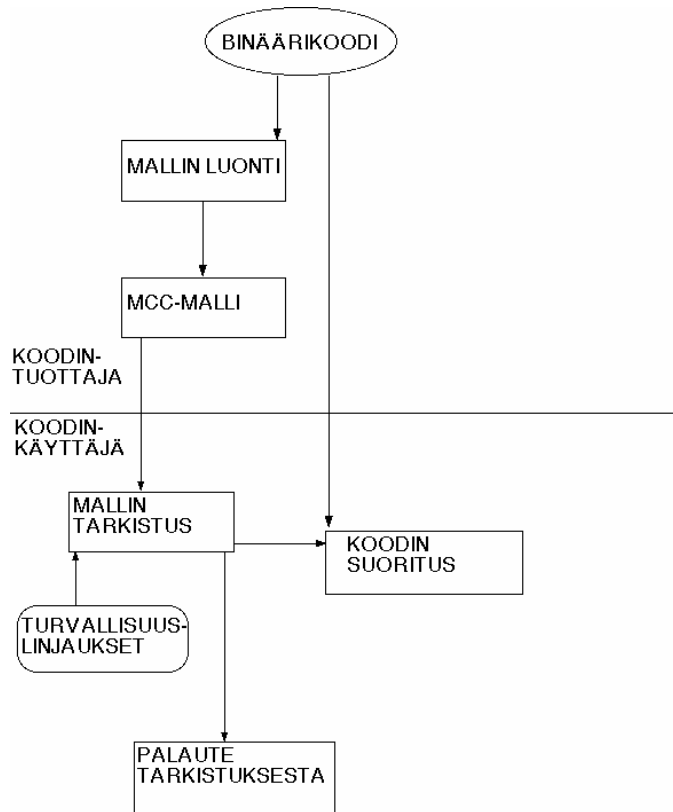 BINÄÄRIKOODI
MALLIN LUONTI
MCC-MALLI
KOODIN-
TUOTTAJA
KOODIN-
KÄYTTÄJÄ
MALLIN
TARKISTUS
KOODIN
SUORITUS
TURVALLISUUS-
LINJAUKSET
PALAUTE
TARKISTUKSESTA